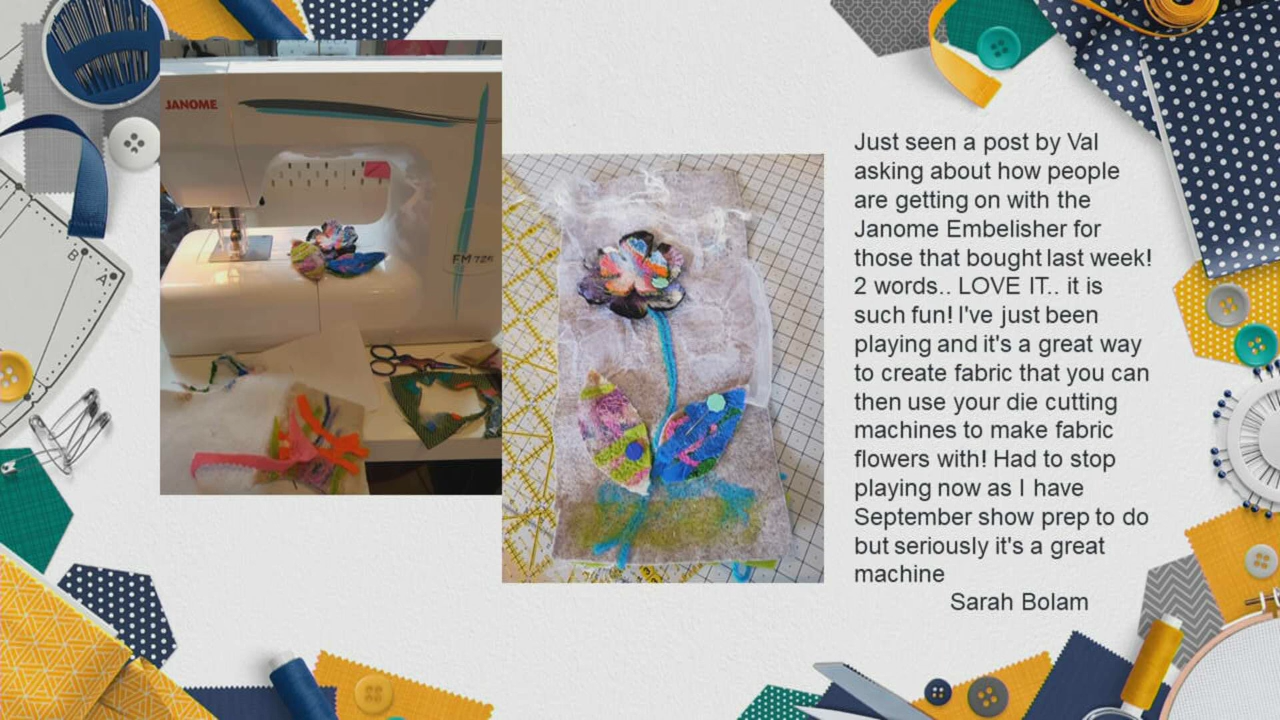 JANOME
FM 725
B
A
Just seen a post by Val
asking about how people
are getting on with the
Janome Embelisher for
those that bought last week!
2 words.. LOVE IT.. it is
such fun! I've just been
playing and it's a great way
to create fabric that you can
then use your die cutting
machines to make fabric
flowers with! Had to stop
playing now as I have
September show prep to do
but seriously it's a great
machine
Sarah Bolam